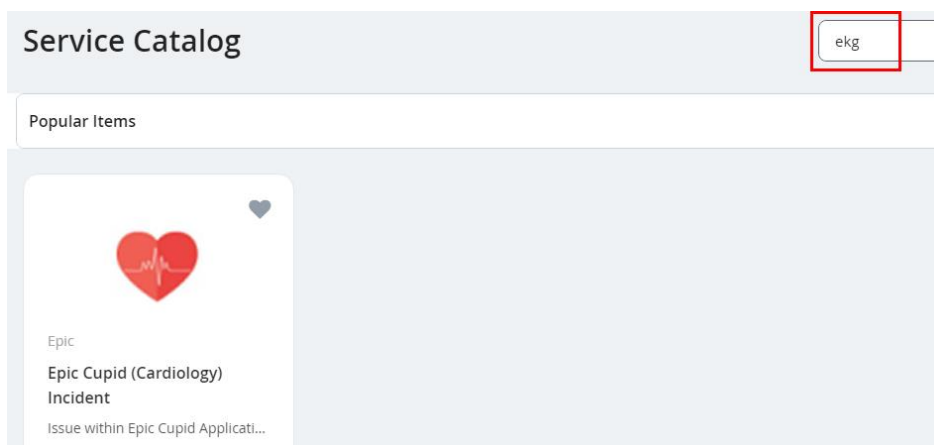 Service Catalog
ekg
Popular Items
Epic
Epic Cupid (Cardiology)
Incident
Issue within Epic Cupid Applicati...